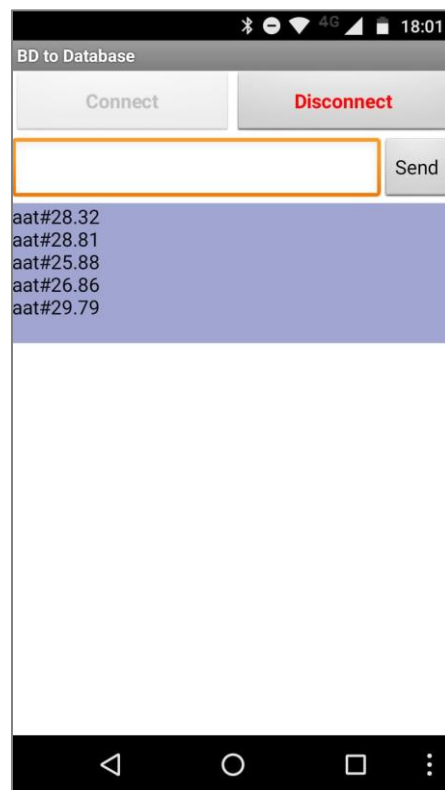 4G 18:01
BD to Database
Connect Disconnect
Send
aat#28.32
aat#28.81
aat#25.88
aat#26.86
aat#29.79